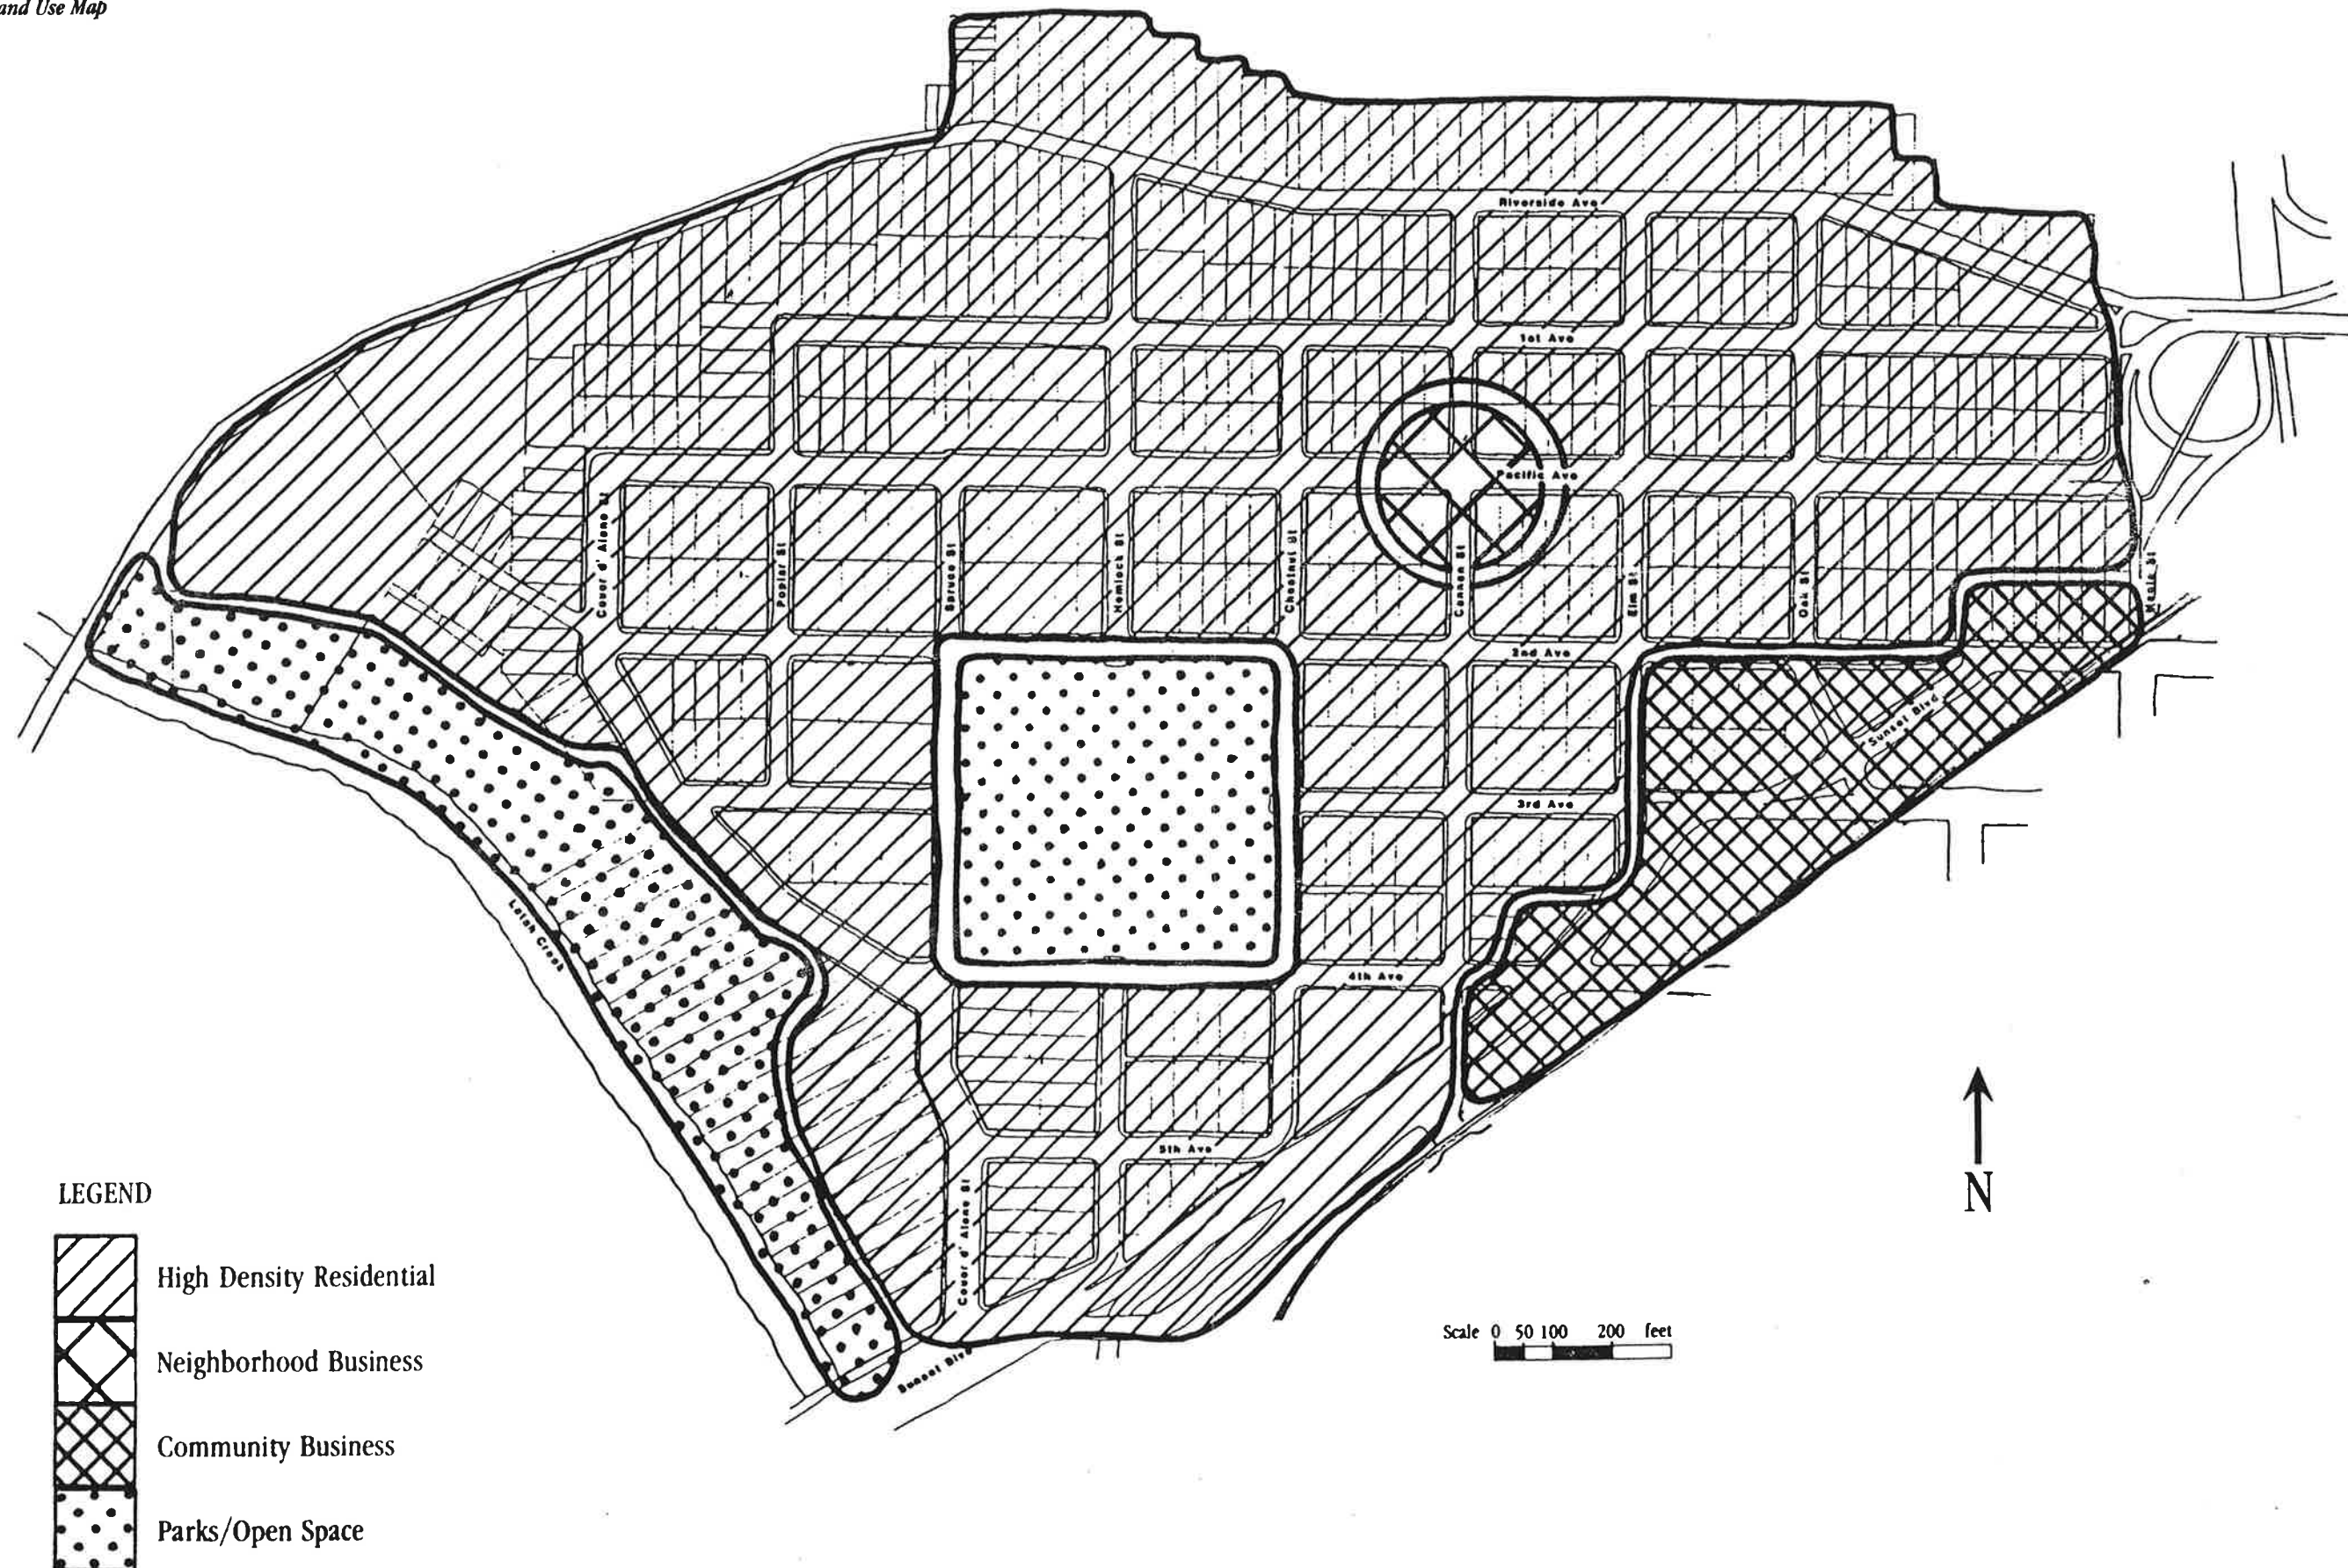 and Use Map
Riverside Ave
1st Ave
Pacific Ave
Couer d' Alene St
Poplar St
Spruce St
Hemlock St
Chestnut St
Cannon St
Elm St
Oak St
Maple St
2nd Ave
Sunset Blvd
3rd Ave
Latah Creek
4th Ave
5th Ave
Couer d' Alene St
Sunset Blvd
N
LEGEND
High Density Residential
Neighborhood Business
Community Business
Parks/Open Space
Scale 0 50 100 200 feet